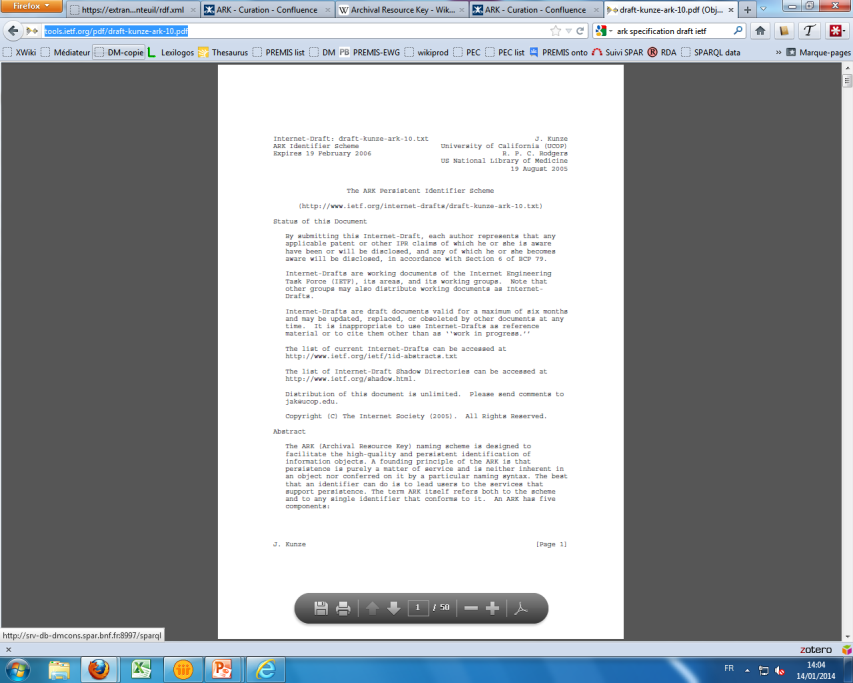 Firefox
https://extran...nteuil/rdf.xml
ARK - Curation - Confluence
Archival Resource Key - Wik...
ARK - Curation - Confluence
draft-kunze-ark-10.pdf (Obj...
tools.ietf.org/pdf/draft-kunze-ark-10.pdf
ark specification draft ietf
XWiki Médiateur DM-copie Lexilogos Thesaurus PREMIS list DM PREMIS-EWG wikiprod PEC PEC list PREMIS onto Suivi SPAR RDA SPARQL data » Marque-pages
Internet-Draft: draft-kunze-ark-10.txt J. Kunze
ARK Identifier Scheme University of California (UCOP)
Expires 19 February 2006 R. P. C. Rodgers
US National Library of Medicine
19 August 2005
The ARK Persistent Identifier Scheme
(http://www.ietf.org/internet-drafts/draft-kunze-ark-10.txt)
Status of this Document
By submitting this Internet-Draft, each author represents that any
applicable patent or other IPR claims of which he or she is aware
have been or will be disclosed, and any of which he or she becomes
aware will be disclosed, in accordance with Section 6 of BCP 79.
Internet-Drafts are working documents of the Internet Engineering
Task Force (IETF), its areas, and its working groups. Note that
other groups may also distribute working documents as Internet-
Drafts.
Internet-Drafts are draft documents valid for a maximum of six months
and may be updated, replaced, or obsoleted by other documents at any
time. It is inappropriate to use Internet-Drafts as reference
material or to cite them other than as ''work in progress.''
The list of current Internet-Drafts can be accessed at
http://www.ietf.org/ietf/1id-abstracts.txt
The list of Internet-Draft Shadow Directories can be accessed at
http://www.ietf.org/shadow.html.
Distribution of this document is unlimited. Please send comments to
jak@ucop.edu.
Copyright (C) The Internet Society (2005). All Rights Reserved.
Abstract
The ARK (Archival Resource Key) naming scheme is designed to
facilitate the high-quality and persistent identification of
information objects. A founding principle of the ARK is that
persistence is purely a matter of service and is neither inherent in
an object nor conferred on it by a particular naming syntax. The best
that an identifier can do is to lead users to the services that
support persistence. The term ARK itself refers both to the scheme
and to any single identifier that conforms to it. An ARK has five
components:
J. Kunze [Page 1]
1 / 50
http://srv-db-dmcons.spar.bnf.fr:8997/sparql
zotero
FR 14:04
14/01/2014